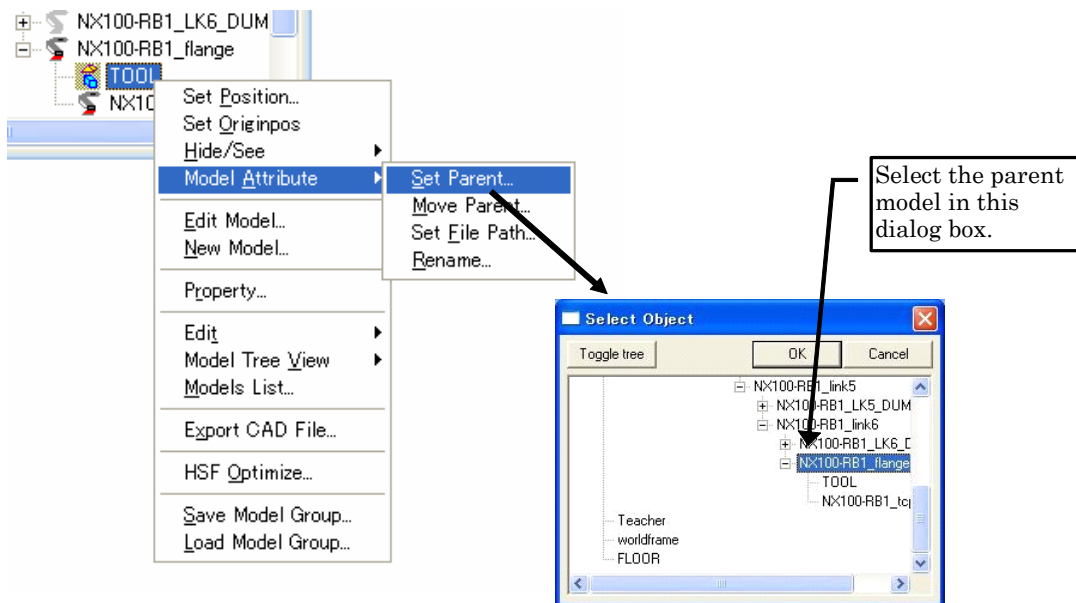 NX100-RB1_LK6_DUM
NX100-RB1_flange
TOOL
NX10
Set Position...
Set Originpos
Hide/See
Model Attribute
Edit Model...
New Model...
Property...
Edit
Model Tree View
Models List...
Export CAD File...
HSF Optimize...
Save Model Group...
Load Model Group...
Set Parent...
Move Parent...
Set File Path...
Rename...
Select the parent
model in this
dialog box.
Select Object
Toggle tree
OK
Cancel
NX100-RB1_link5
NX100-RB1_LK5_DUM
NX100-RB1_link6
NX100-RB1_LK6_D
NX100-RB1_flange
TOOL
NX100-RB1_tcp
Teacher
worldframe
FLOOR